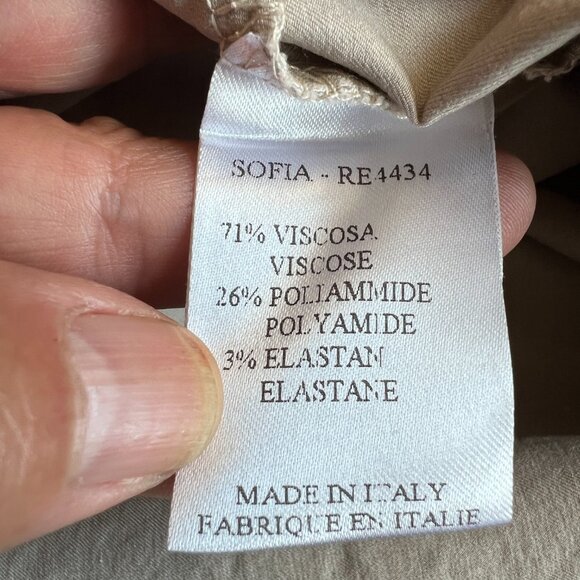 SOFIA - RE4434
71% VISCOSA
VISCOSE
26% POLIAMMIDE
POLYAMIDE
3% ELASTAN
ELASTANE
MADE IN ITALY
FABRIQUE EN ITALIE